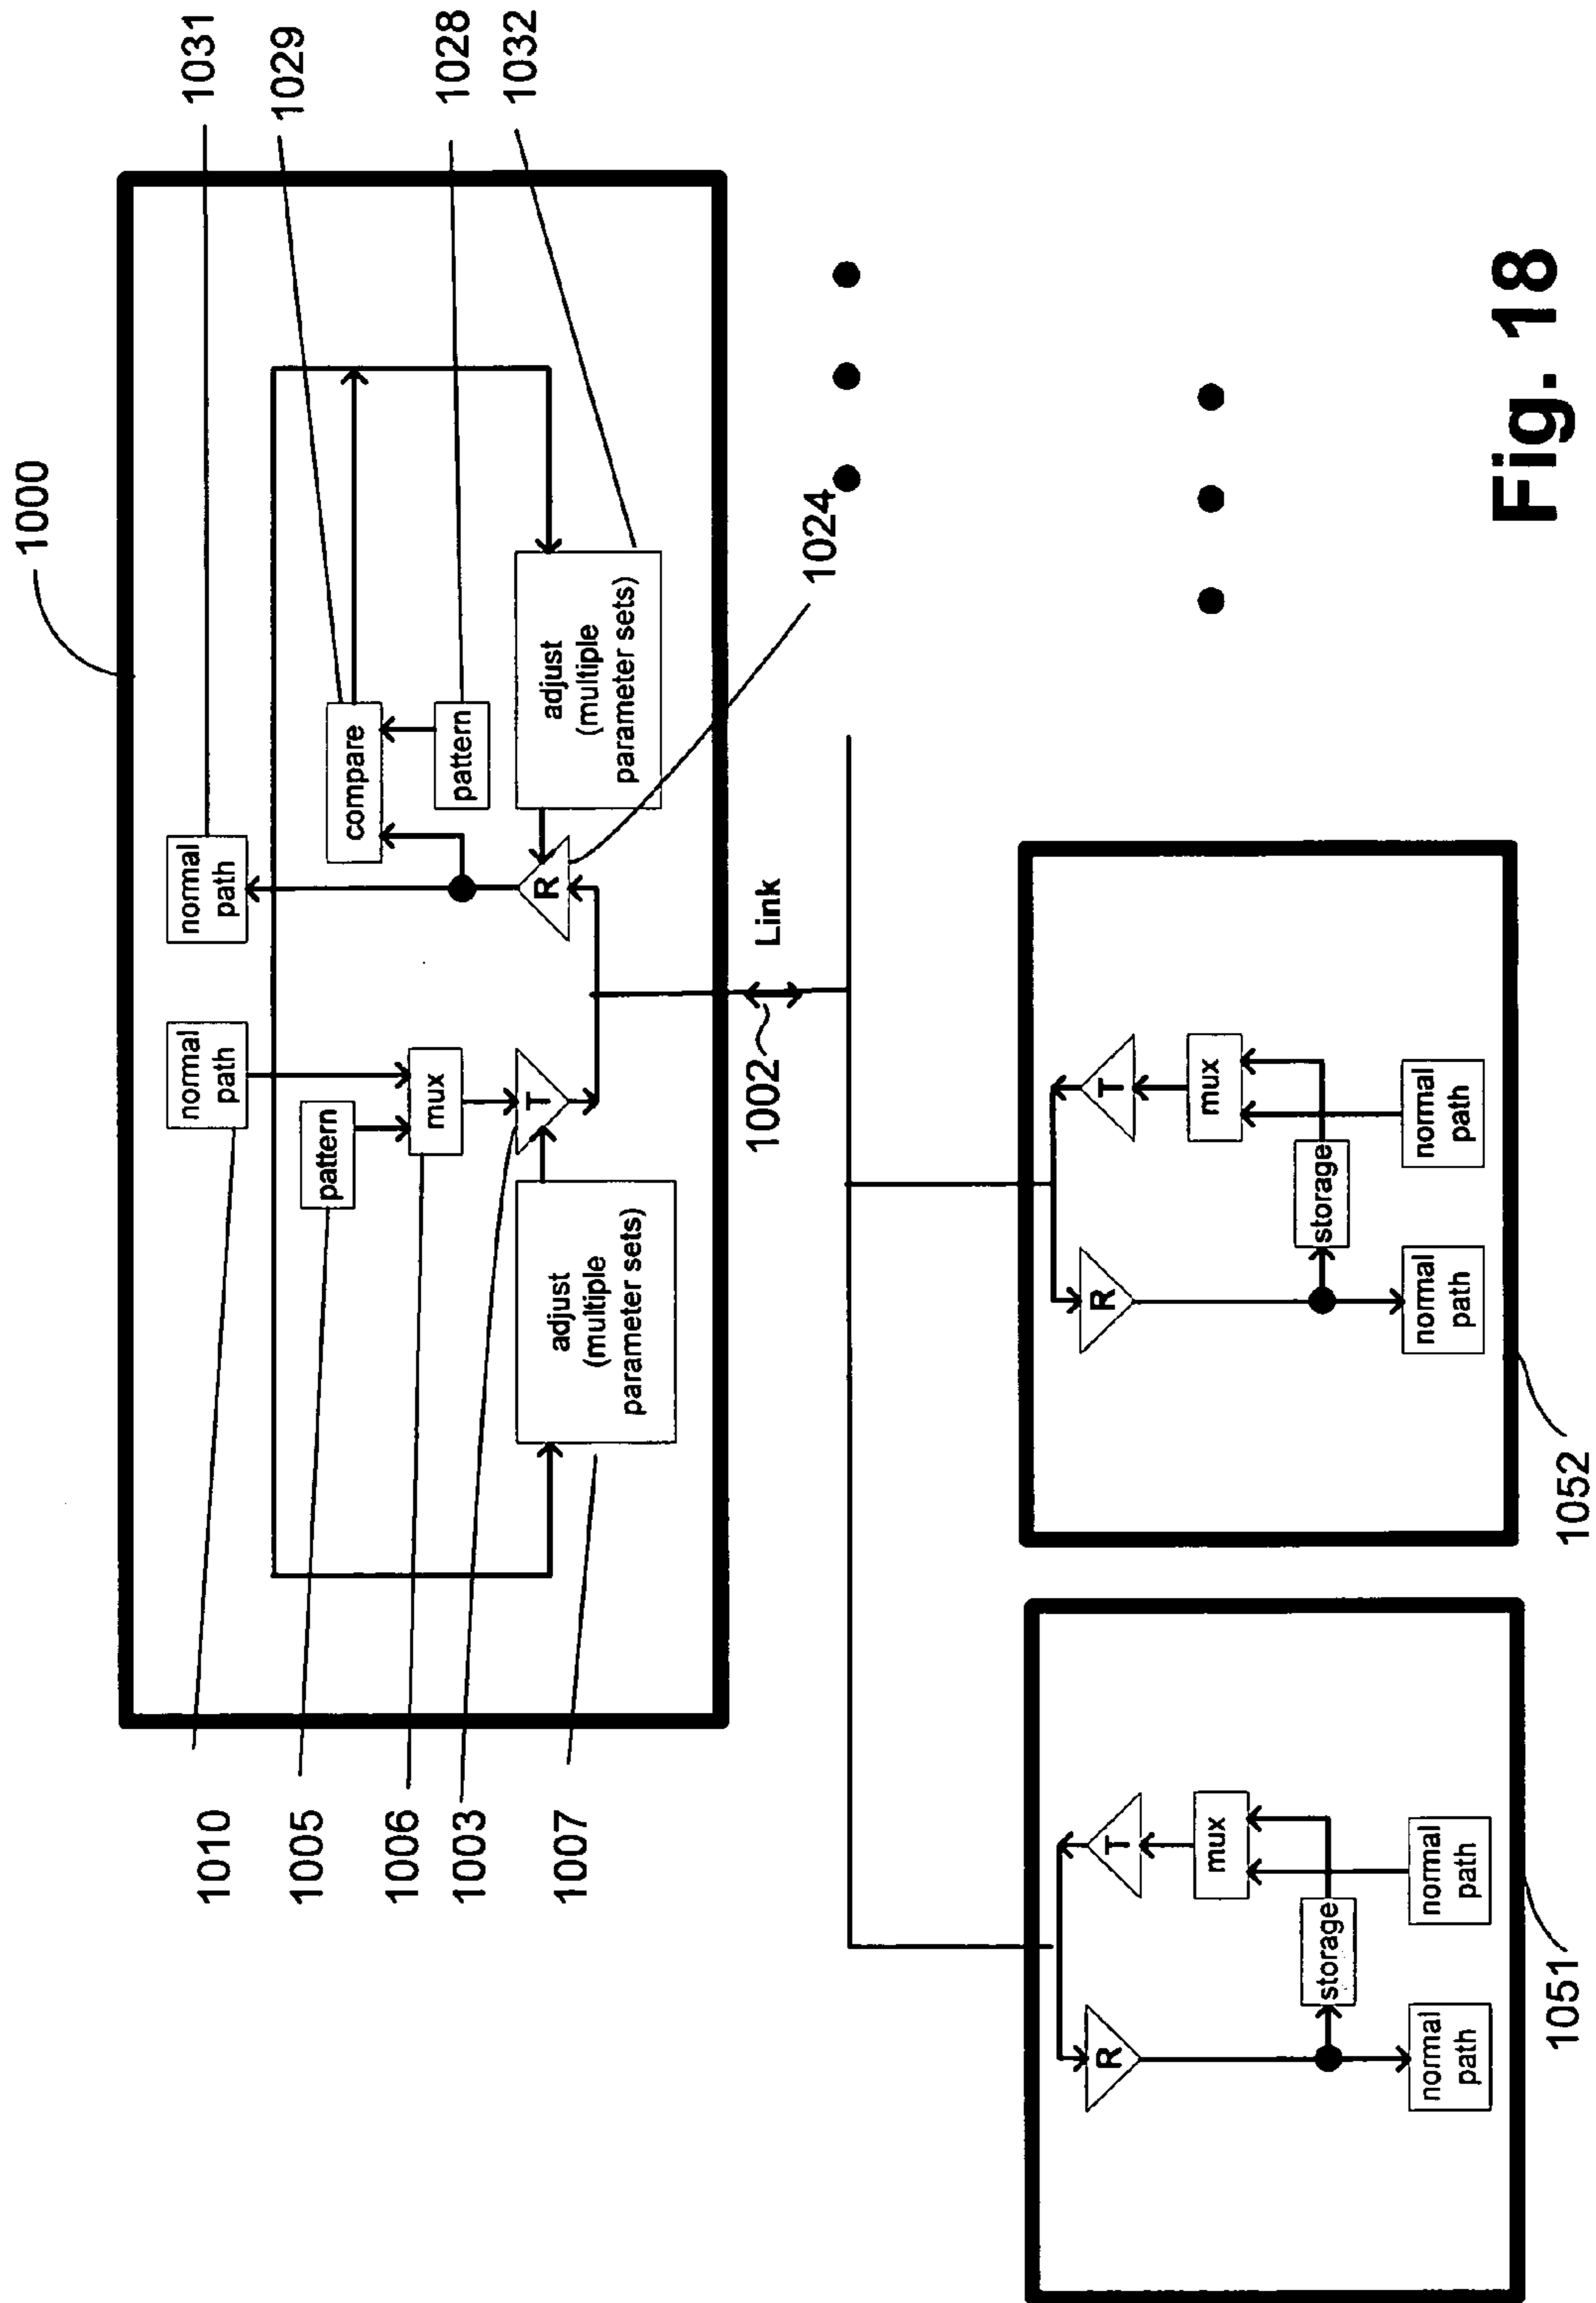 1000
1010
1005
1006
1003
1007
normal
path
pattern
mux
T
adjust
(multiple
parameter sets)
normal
path
compare
pattern
R
adjust
(multiple
parameter sets)
1031
1029
1028
1032
1024
1002
Link
R
T
mux
storage
normal
path
normal
path
1051
R
T
mux
storage
normal
path
normal
path
1052
Fig. 18